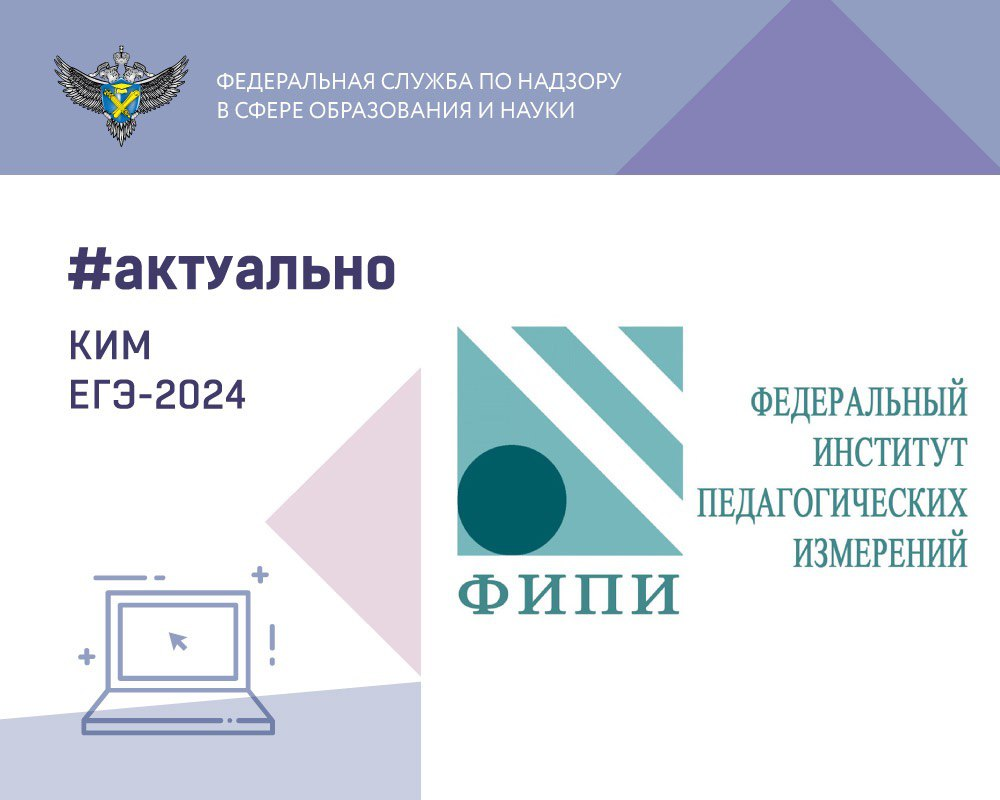 ФЕДЕРАЛЬНАЯ СЛУЖБА ПО НАДЗОРУ
В СФЕРЕ ОБРАЗОВАНИЯ И НАУКИ
#актуально
КИМ
ЕГЭ-2024
ФИПИ
ФЕДЕРАЛЬНЫЙ
ИНСТИТУТ
ПЕДАГОГИЧЕСКИХ
ИЗМЕРЕНИЙ